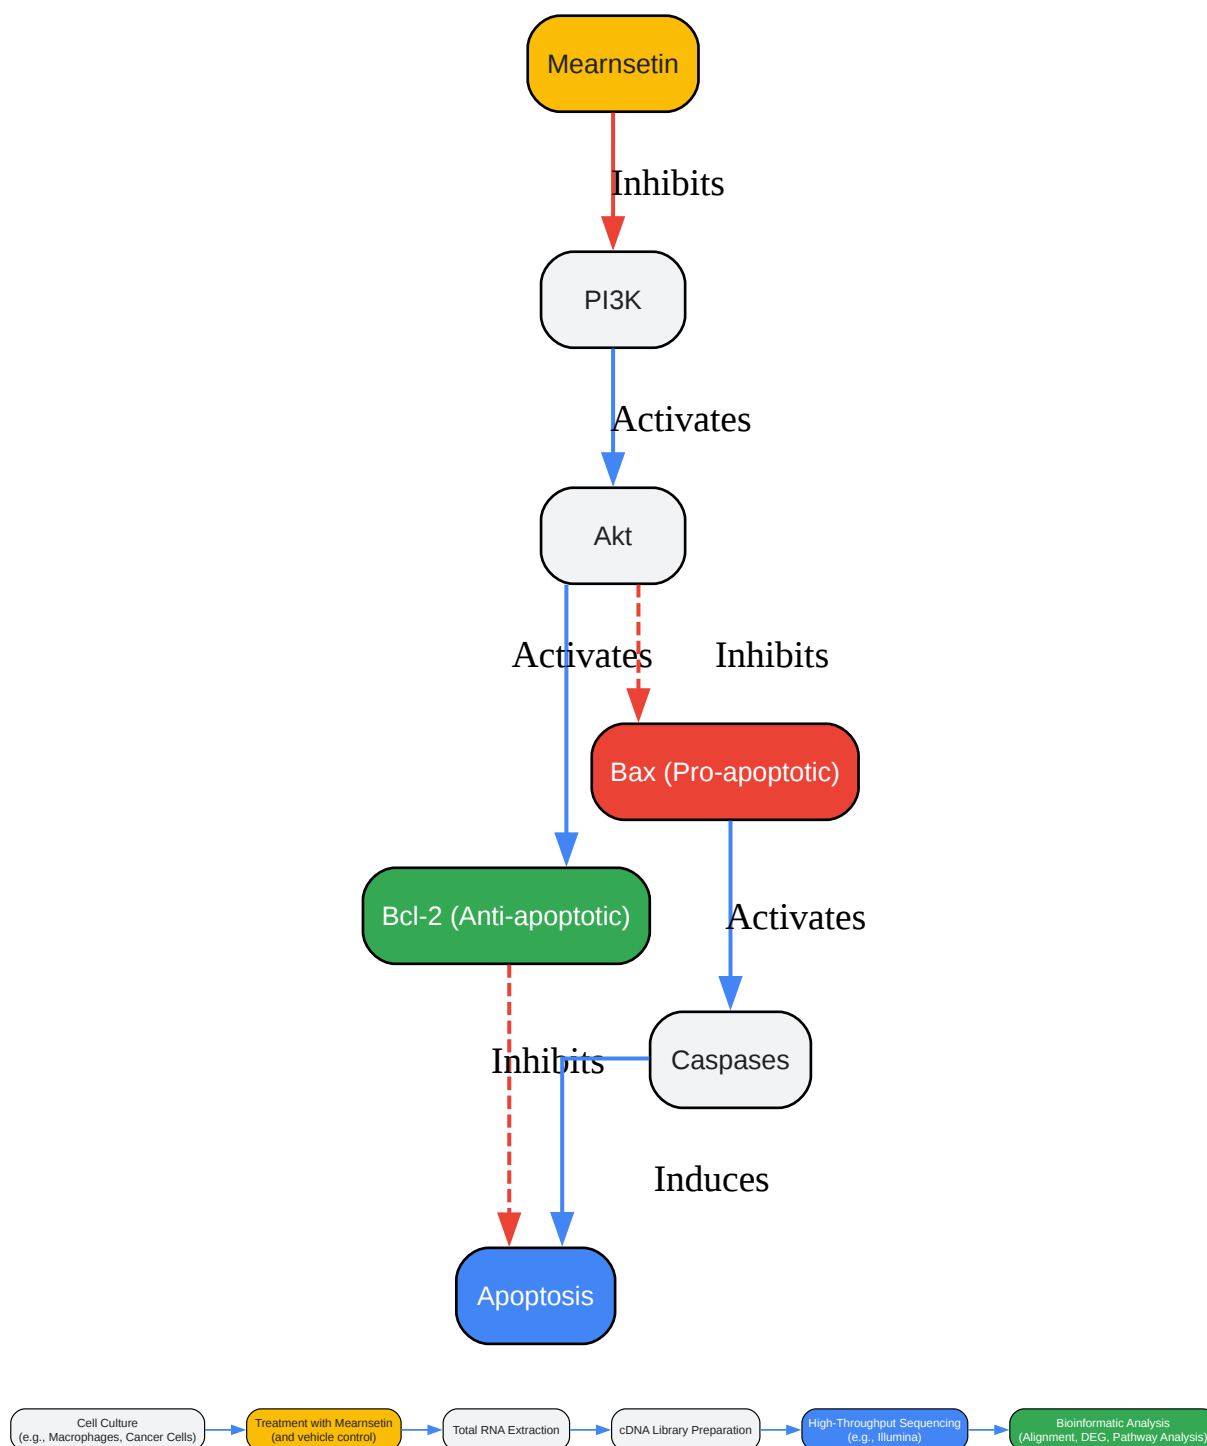 Mearnsetin
Inhibits
PI3K
Activates
Akt
Activates
Inhibits
Bax (Pro-apoptotic)
Bcl-2 (Anti-apoptotic)
Activates
Inhibits
Caspases
Induces
Apoptosis
Cell Culture
(e.g., Macrophages, Cancer Cells)
Treatment with Mearnsetin
(and vehicle control)
Total RNA Extraction
cDNA Library Preparation
High-Throughput Sequencing
(e.g., Illumina)
Bioinformatic Analysis
(Alignment, DEG, Pathway Analysis)